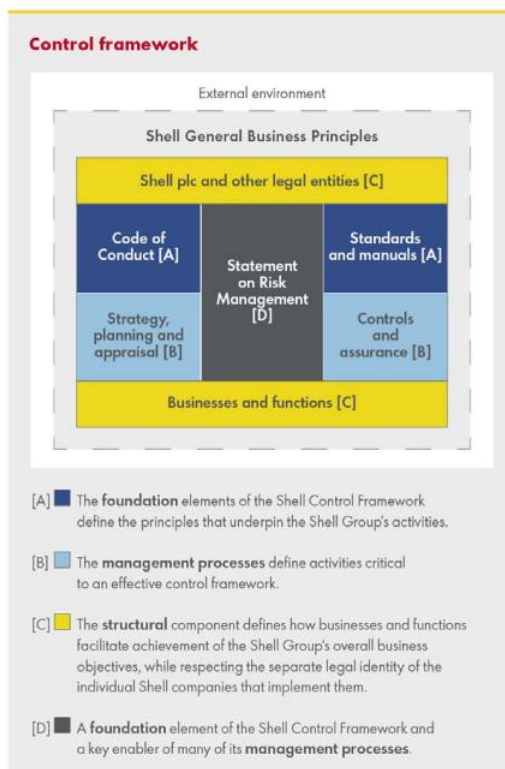 Control framework
External environment
Shell General Business Principles
Shell plc and other legal entities [C]
Code of
Conduct [A]
Statement
on Risk
Management
[D]
Standards
and manuals [A]
Strategy,
planning and
appraisal [B]
Controls
and
assurance [B]
Businesses and functions [C]
[A] The foundation elements of the Shell Control Framework
define the principles that underpin the Shell Group's activities.
[B] The management processes define activities critical
to an effective control framework.
[C] The structural component defines how businesses and functions
facilitate achievement of the Shell Group's overall business
objectives, while respecting the separate legal identity of the
individual Shell companies that implement them.
[D] A foundation element of the Shell Control Framework and
a key enabler of many of its management processes.